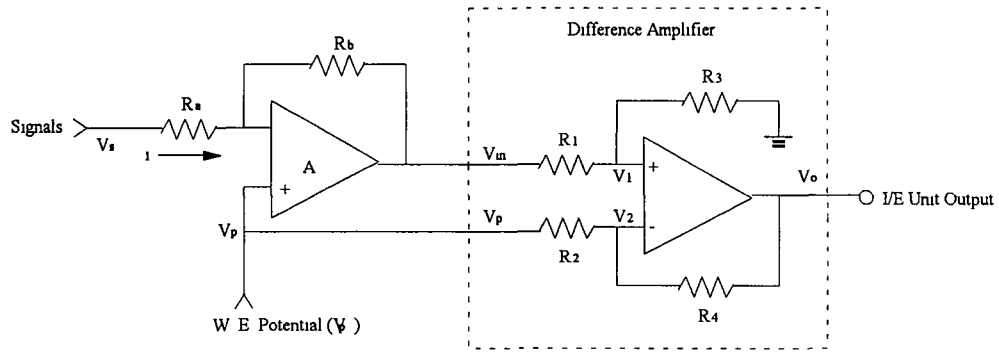 Difference Amplifier
Rb
R3
Ra
Signals
Vs
i
A
+
Vin
R1
V1
+
Vo
I/E Unit Output
Vp
Vp
R2
V2
-
R4
W E Potential (Vp )